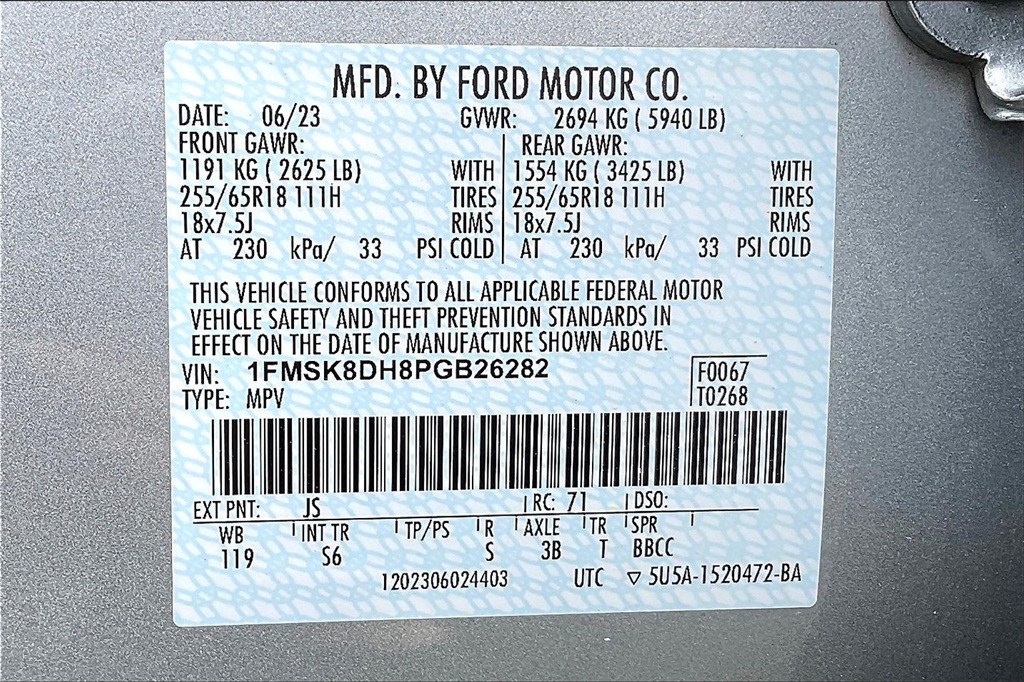 MFD. BY FORD MOTOR CO.
DATE: 06/23 GVWR: 2694 KG ( 5940 LB)
FRONT GAWR: REAR GAWR:
1191 KG ( 2625 LB) WITH 1554 KG ( 3425 LB) WITH
255/65R18 111H TIRES 255/65R18 111H TIRES
18x7.5J RIMS 18x7.5J RIMS
AT 230 kPa/ 33 PSI COLD AT 230 kPa/ 33 PSI COLD
THIS VEHICLE CONFORMS TO ALL APPLICABLE FEDERAL MOTOR
VEHICLE SAFETY AND THEFT PREVENTION STANDARDS IN
EFFECT ON THE DATE OF MANUFACTURE SHOWN ABOVE.
VIN: 1FMSK8DH8PGB26282 F0067
TYPE: MPV T0268
EXT PNT: JS RC: 71 DSO:
WB INT TR TP/PS R AXLE TR SPR
119 S6 S 3B T BBCC
1202306024403 UTC ▽ 5U5A-1520472-BA